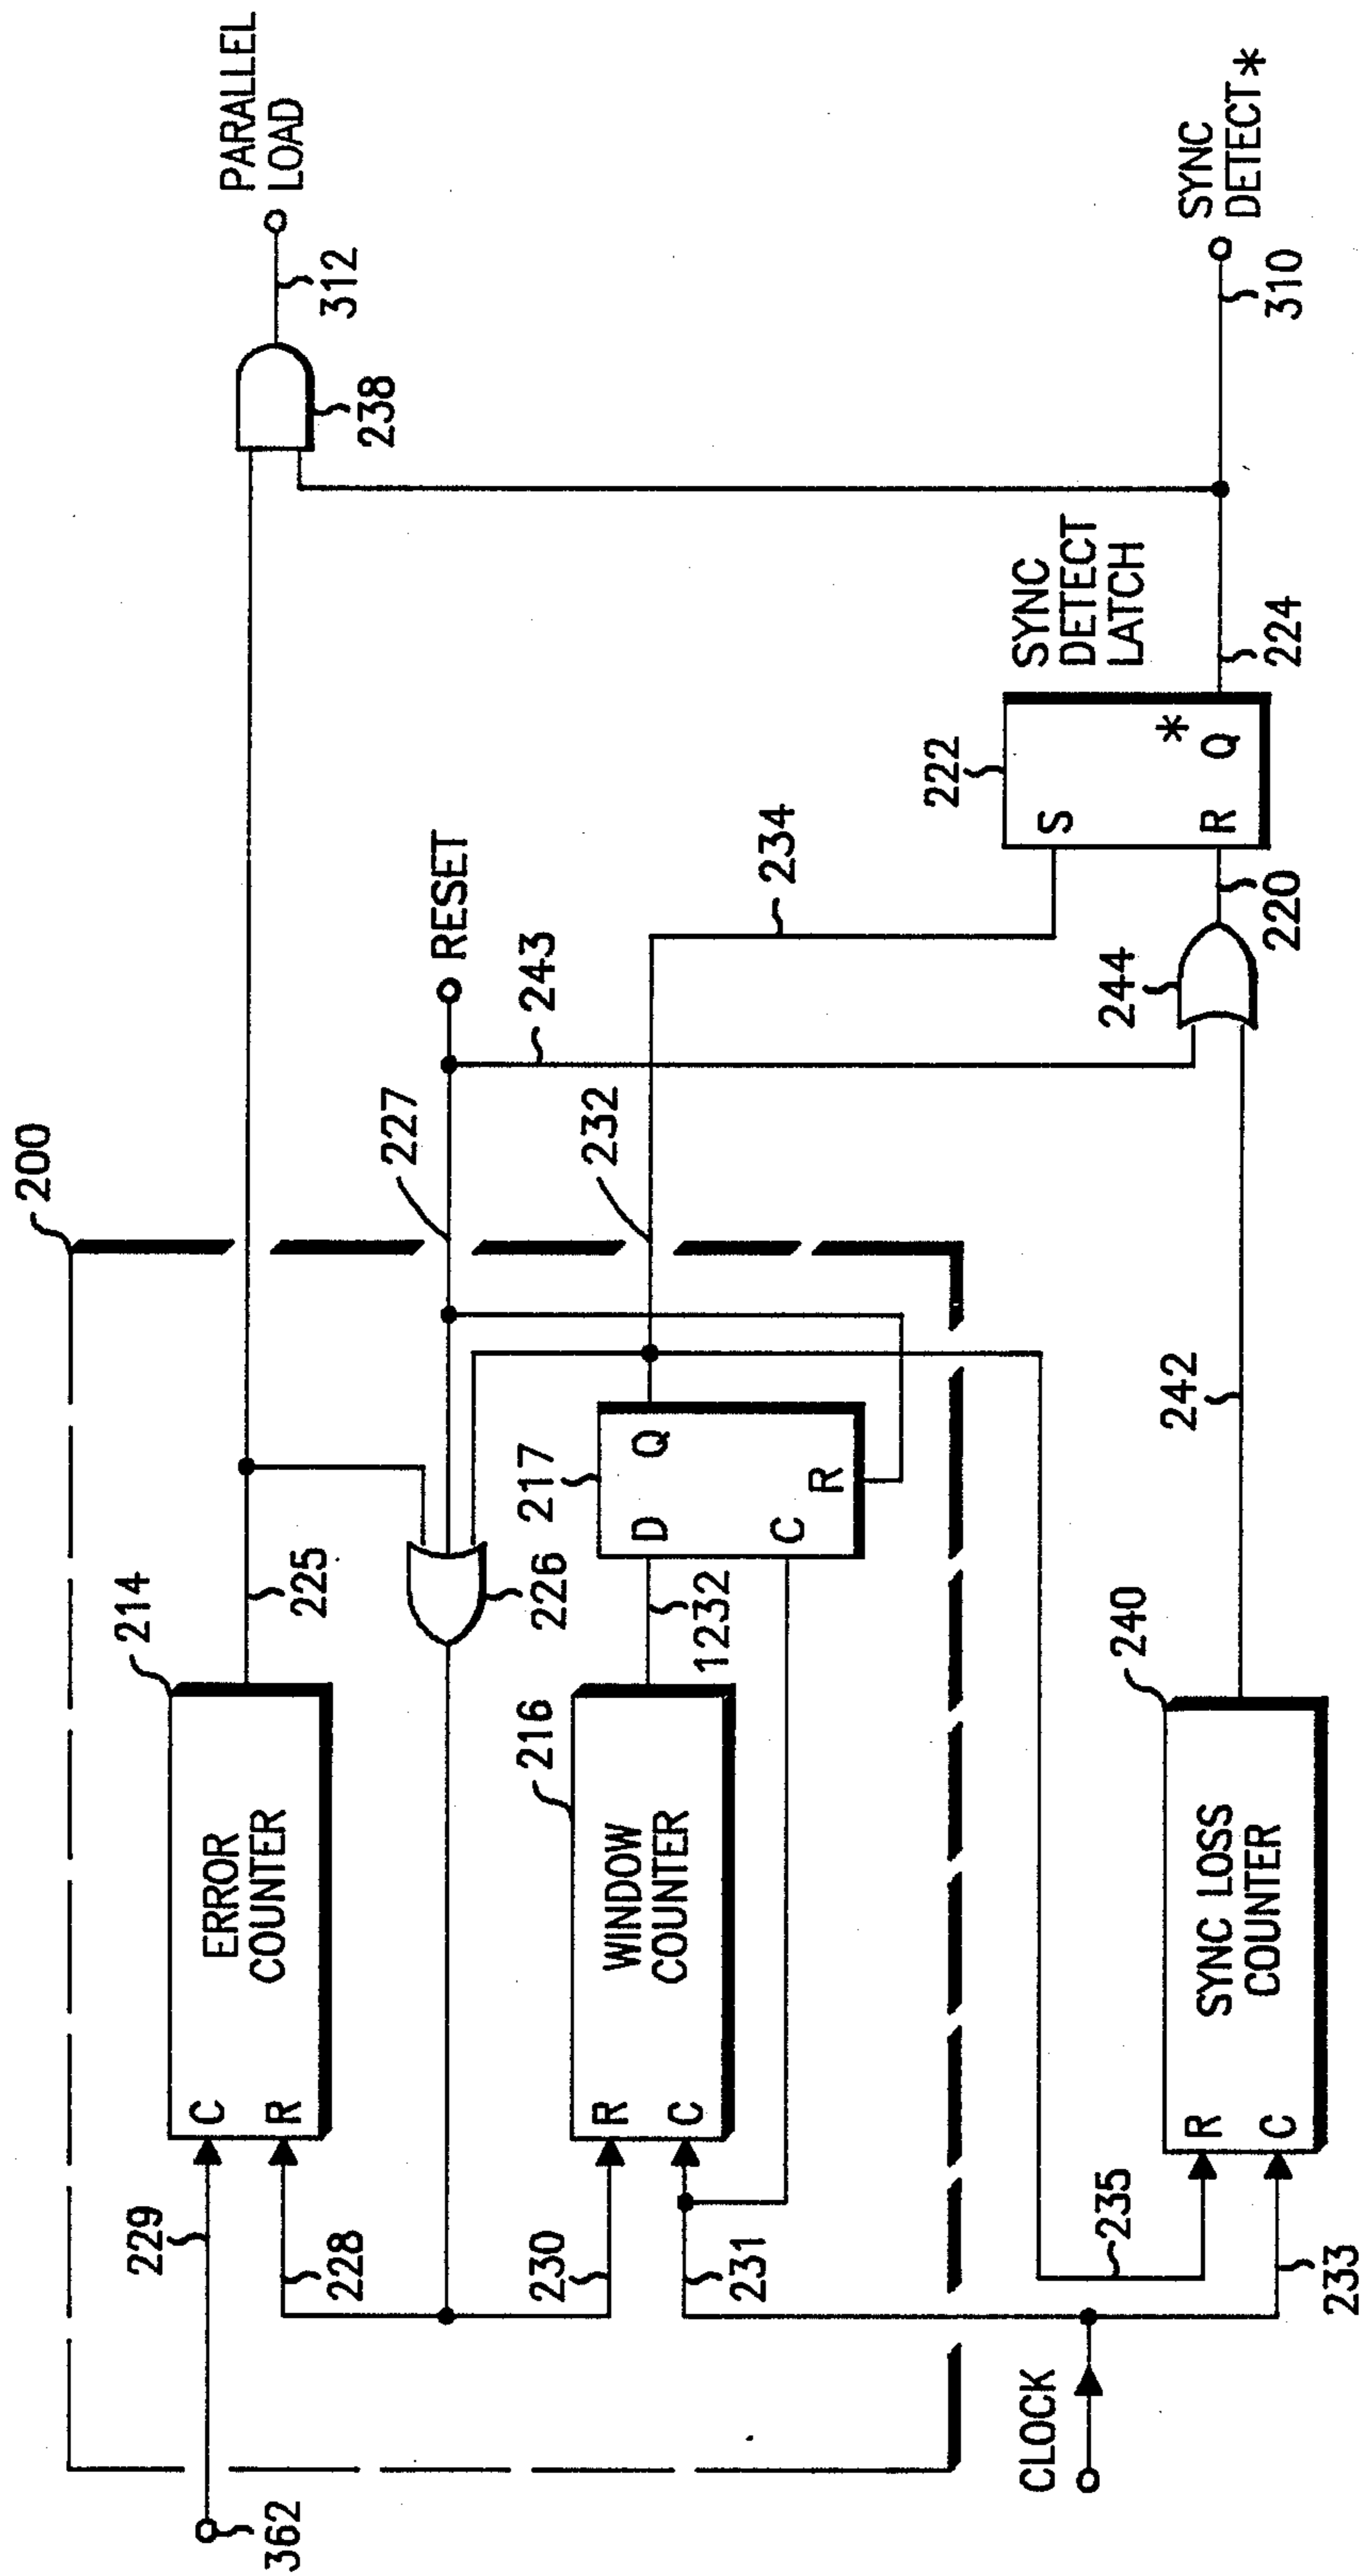 200
362
229
C
R
228
ERROR
COUNTER
214
225
226
227
RESET
243
238
312
PARALLEL
LOAD
230
231
R
C
WINDOW
COUNTER
216
1232
217
D
Q
C
R
232
234
CLOCK
235
233
R
C
SYNC LOSS
COUNTER
240
242
244
220
222
S
R
*
Q
SYNC
DETECT
LATCH
224
310
SYNC
DETECT*